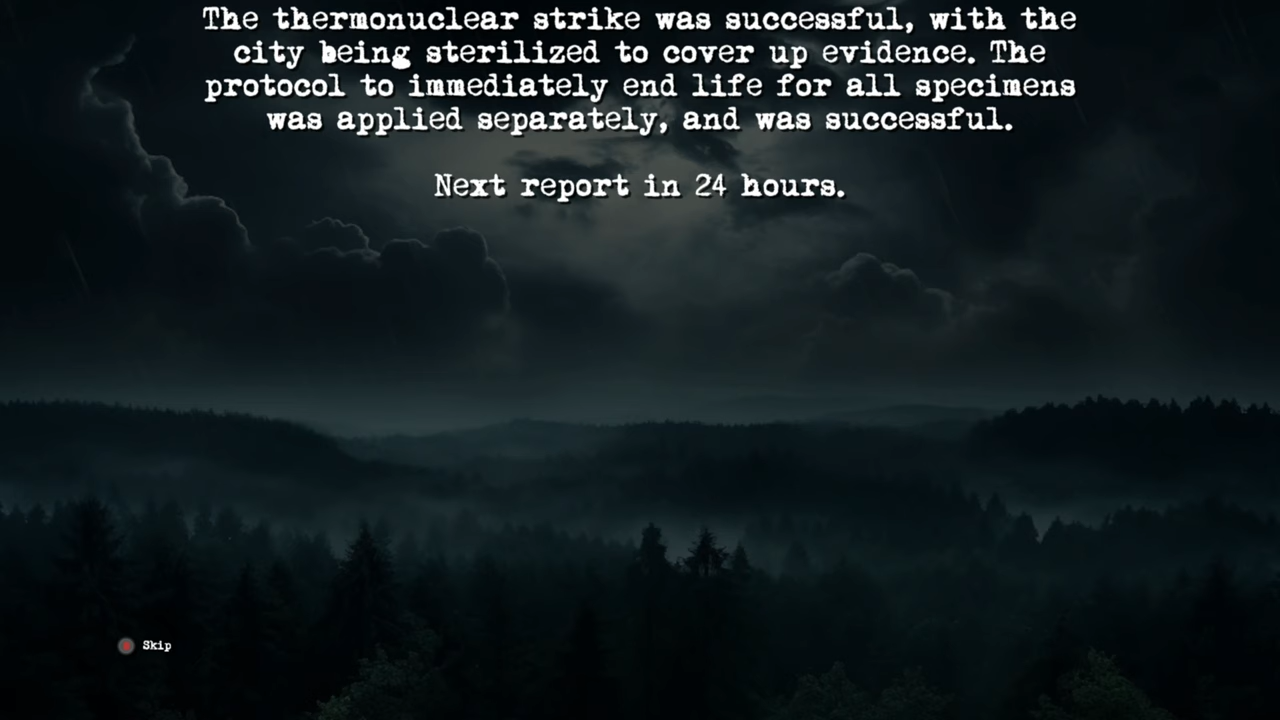 The thermonuclear strike was successful, with the
city being sterilized to cover up evidence. The
protocol to immediately end life for all specimens
was applied separately, and was successful.
Next report in 24 hours.
Skip